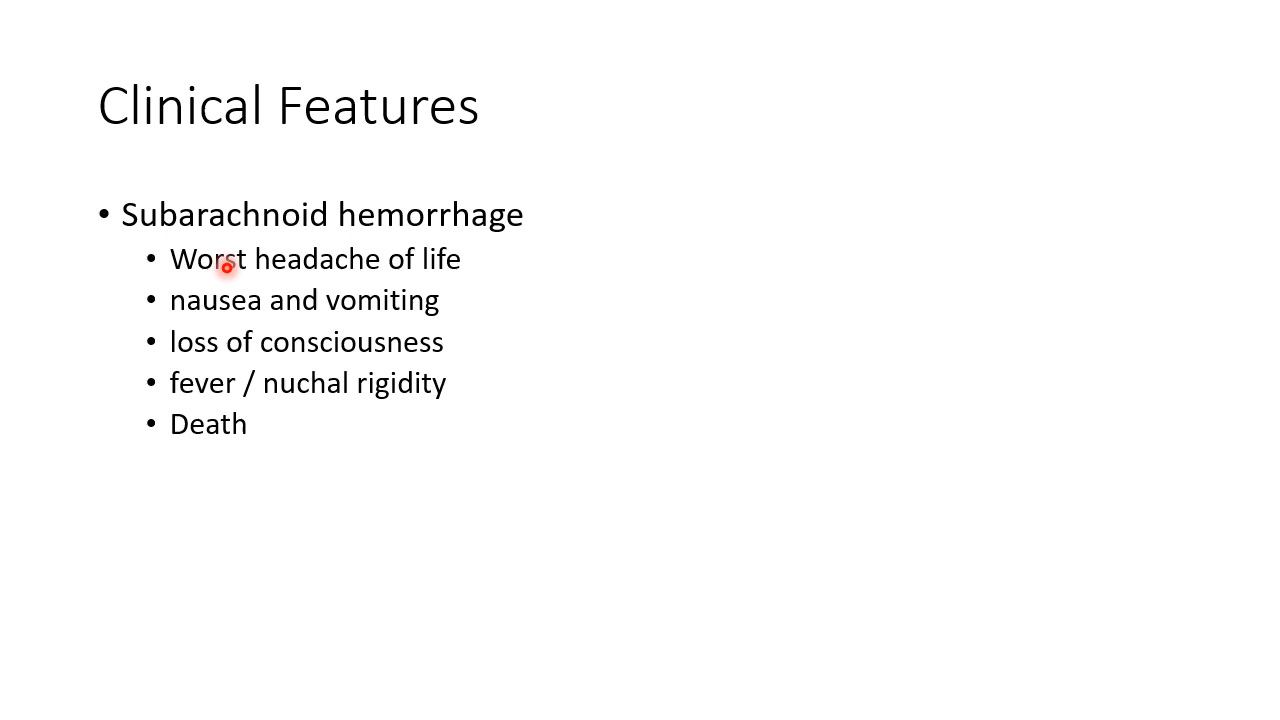 Clinical Features
• Subarachnoid hemorrhage
• Worst headache of life
• nausea and vomiting
• loss of consciousness
• fever / nuchal rigidity
• Death